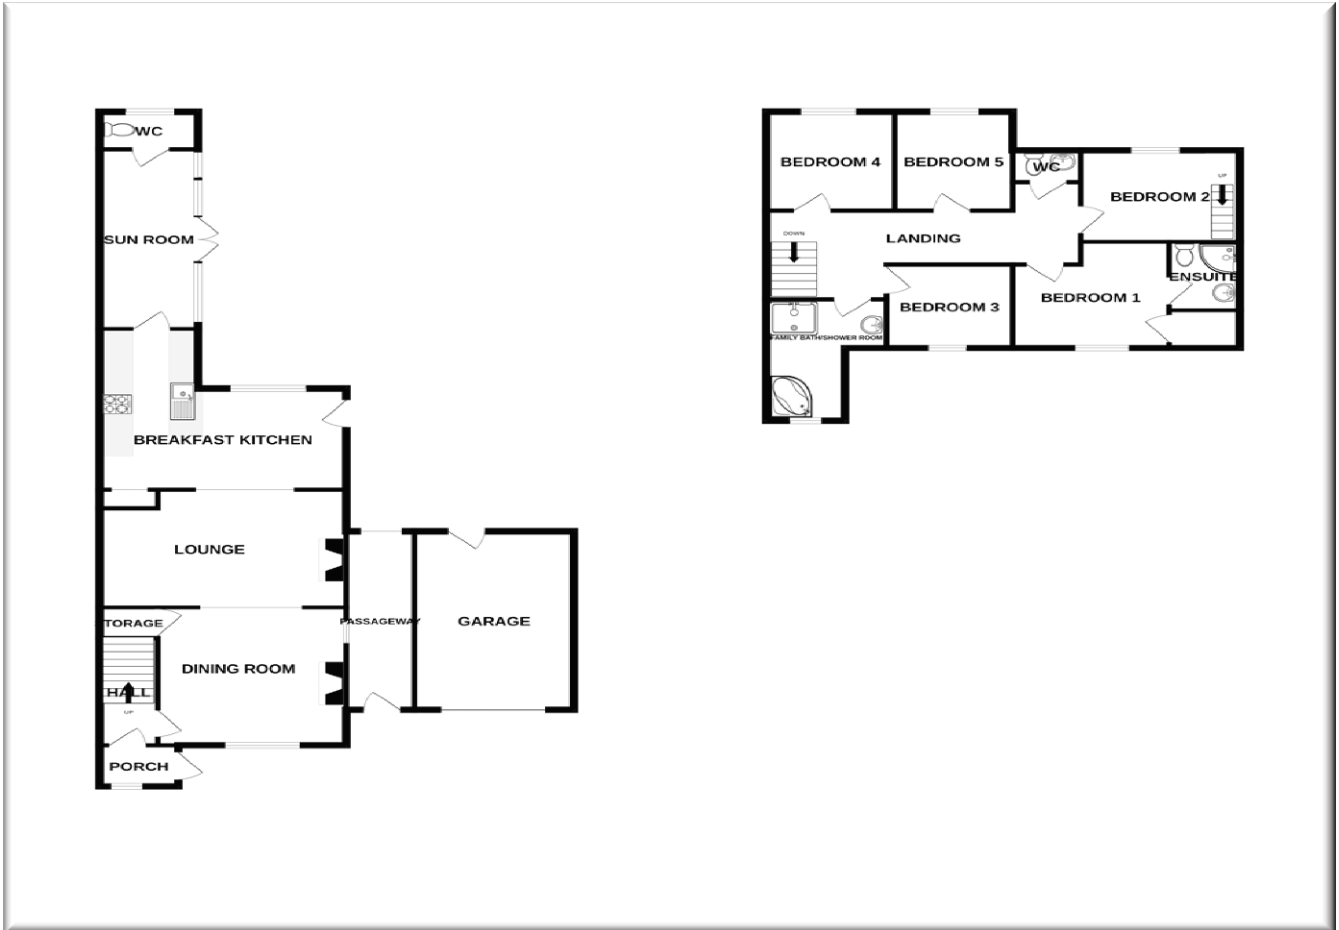 WC
SUN ROOM
BREAKFAST KITCHEN
LOUNGE
TORAGE
PASSAGEWAY
GARAGE
DINING ROOM
HALL
UP
PORCH
BEDROOM 4
BEDROOM 5
WC
UP
BEDROOM 2
DOWN
LANDING
ENSUITE
BEDROOM 1
BEDROOM 3
FAMILY BATH/SHOWER ROOM